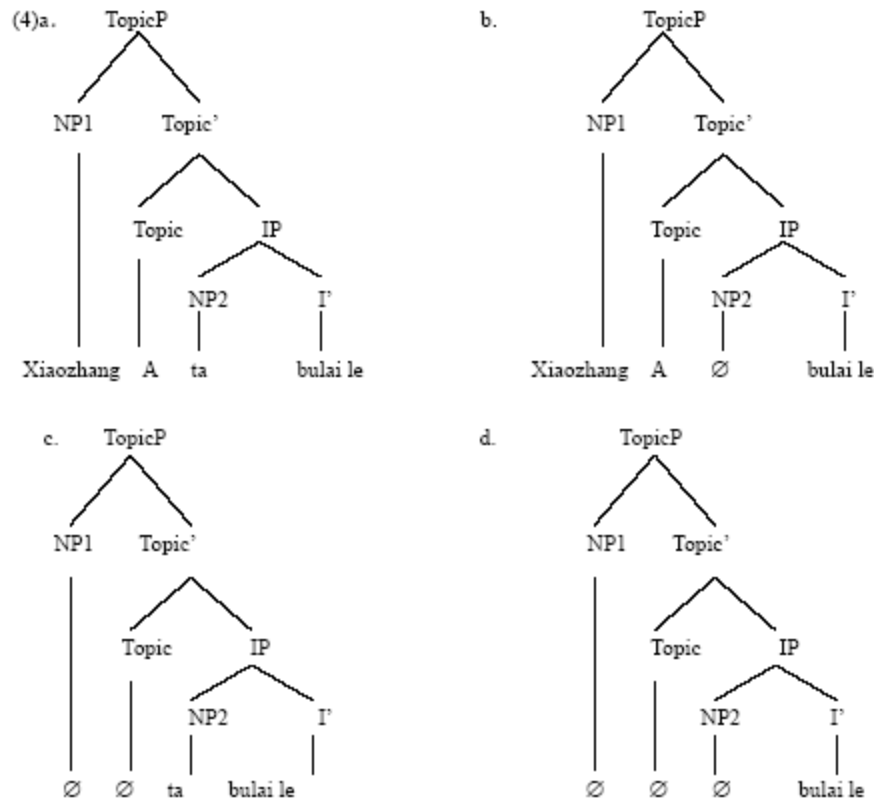 (4)a. TopicP b. TopicP
NP1 Topic’ NP1 Topic’
Topic IP Topic IP
NP2 I’ NP2 I’
Xiaozhang A ta bulai le Xiaozhang A ∅ bulai le
c. TopicP d. TopicP
NP1 Topic’ NP1 Topic’
Topic IP Topic IP
NP2 I’ NP2 I’
∅ ∅ ta bulai le ∅ ∅ ∅ bulai le